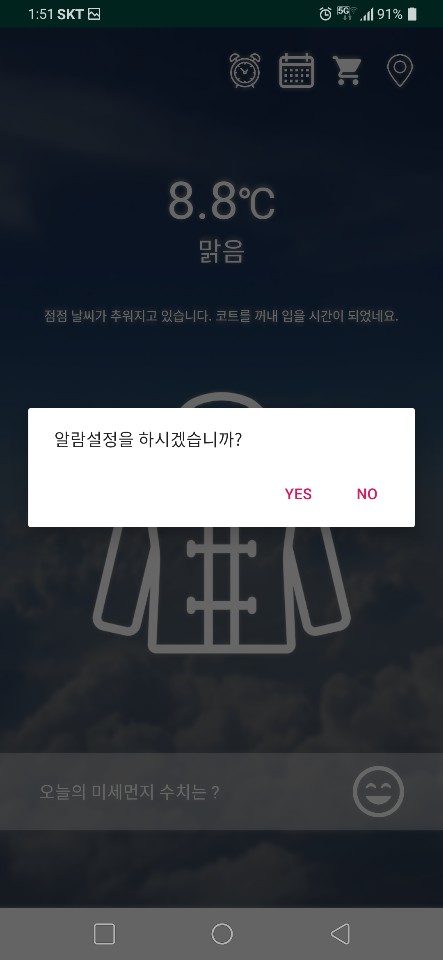 1:51 SKT 5G 91%
8.8℃
맑음
점점 날씨가 추워지고 있습니다. 코트를 꺼내 입을 시간이 되었네요.
알람설정을 하시겠습니까?
YES NO
오늘의 미세먼지 수치는 ?